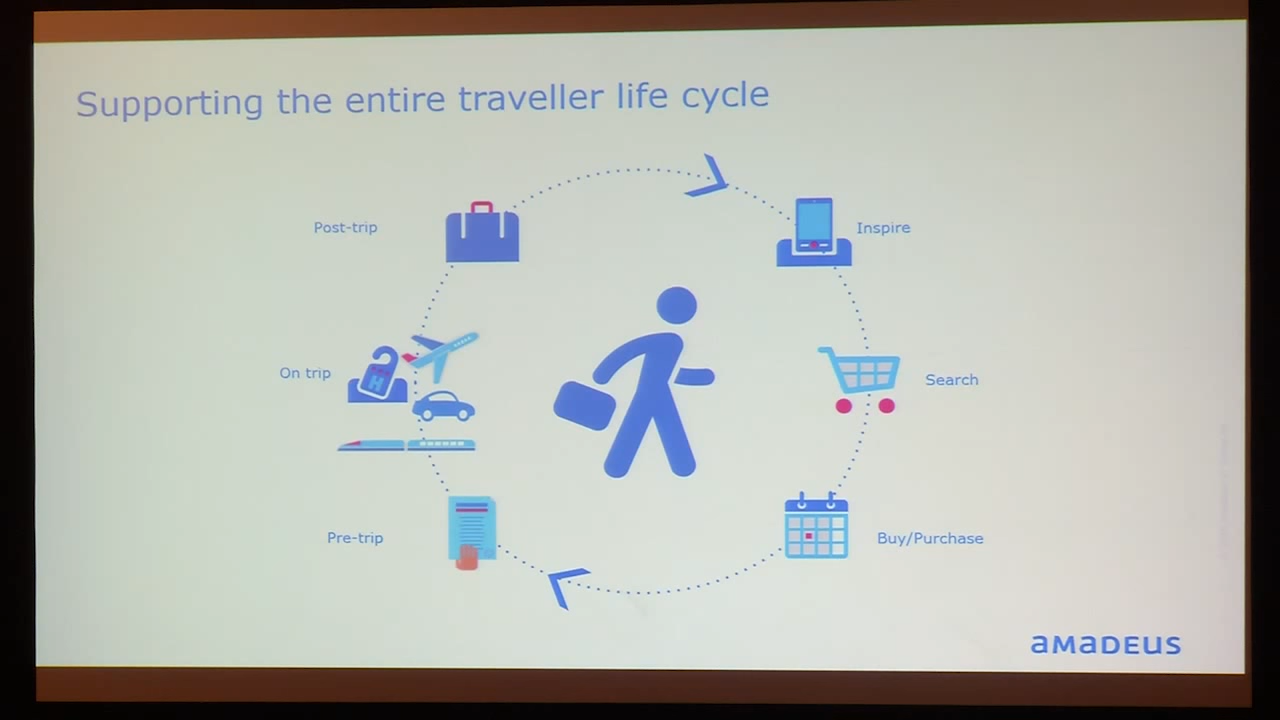 Supporting the entire traveller life cycle
Post-trip
Inspire
On trip
H
Search
Pre-trip
Buy/Purchase
amadeus